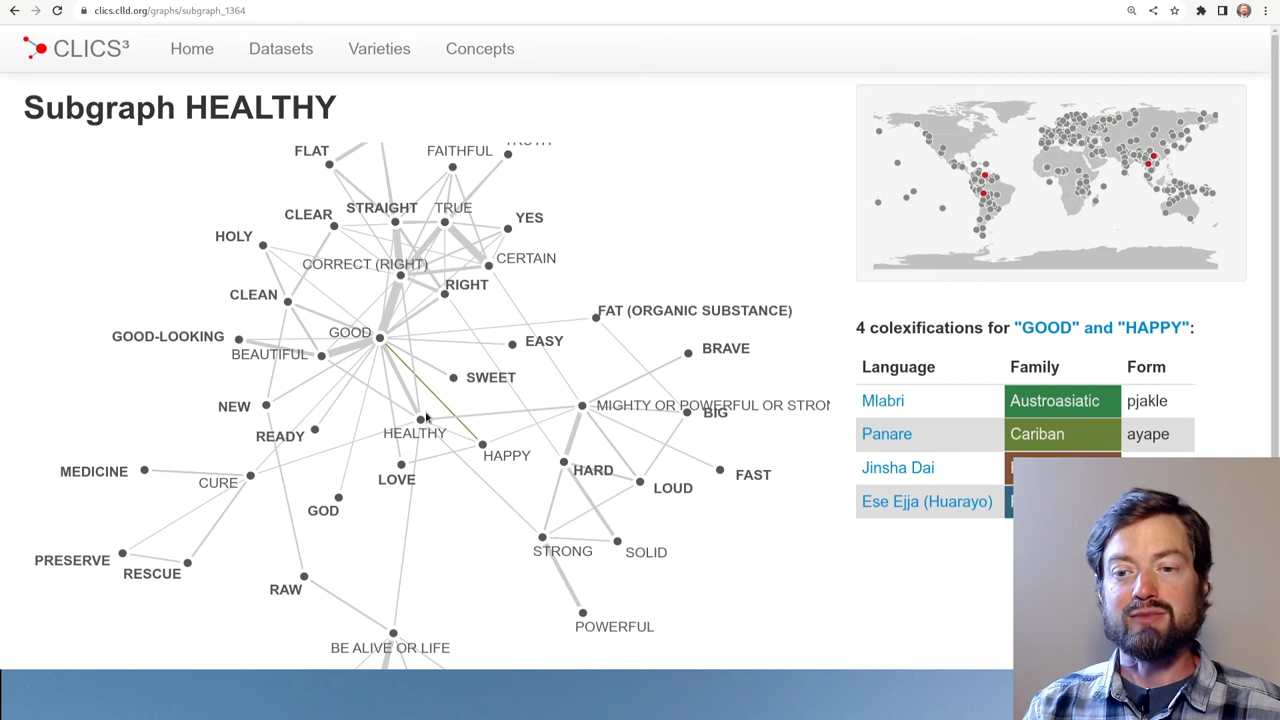 clics.clld.org/graphs/subgraph_1364
CLICS³ Home Datasets Varieties Concepts
Subgraph HEALTHY
FLAT
FAITHFUL
TRUTH
CLEAR
STRAIGHT
TRUE
YES
HOLY
CORRECT (RIGHT)
CERTAIN
CLEAN
RIGHT
FAT (ORGANIC SUBSTANCE)
GOOD-LOOKING
GOOD
EASY
BRAVE
BEAUTIFUL
SWEET
NEW
MIGHTY OR POWERFUL OR STRON
BIG
READY
HEALTHY
HAPPY
MEDICINE
CURE
LOVE
HARD
FAST
LOUD
GOD
PRESERVE
RESCUE
STRONG
SOLID
RAW
POWERFUL
BE ALIVE OR LIFE
4 colexifications for "GOOD" and "HAPPY":
Language Family Form
Mlabri Austroasiatic pjakle
Panare Cariban ayape
Jinsha Dai
Ese Ejja (Huarayo)